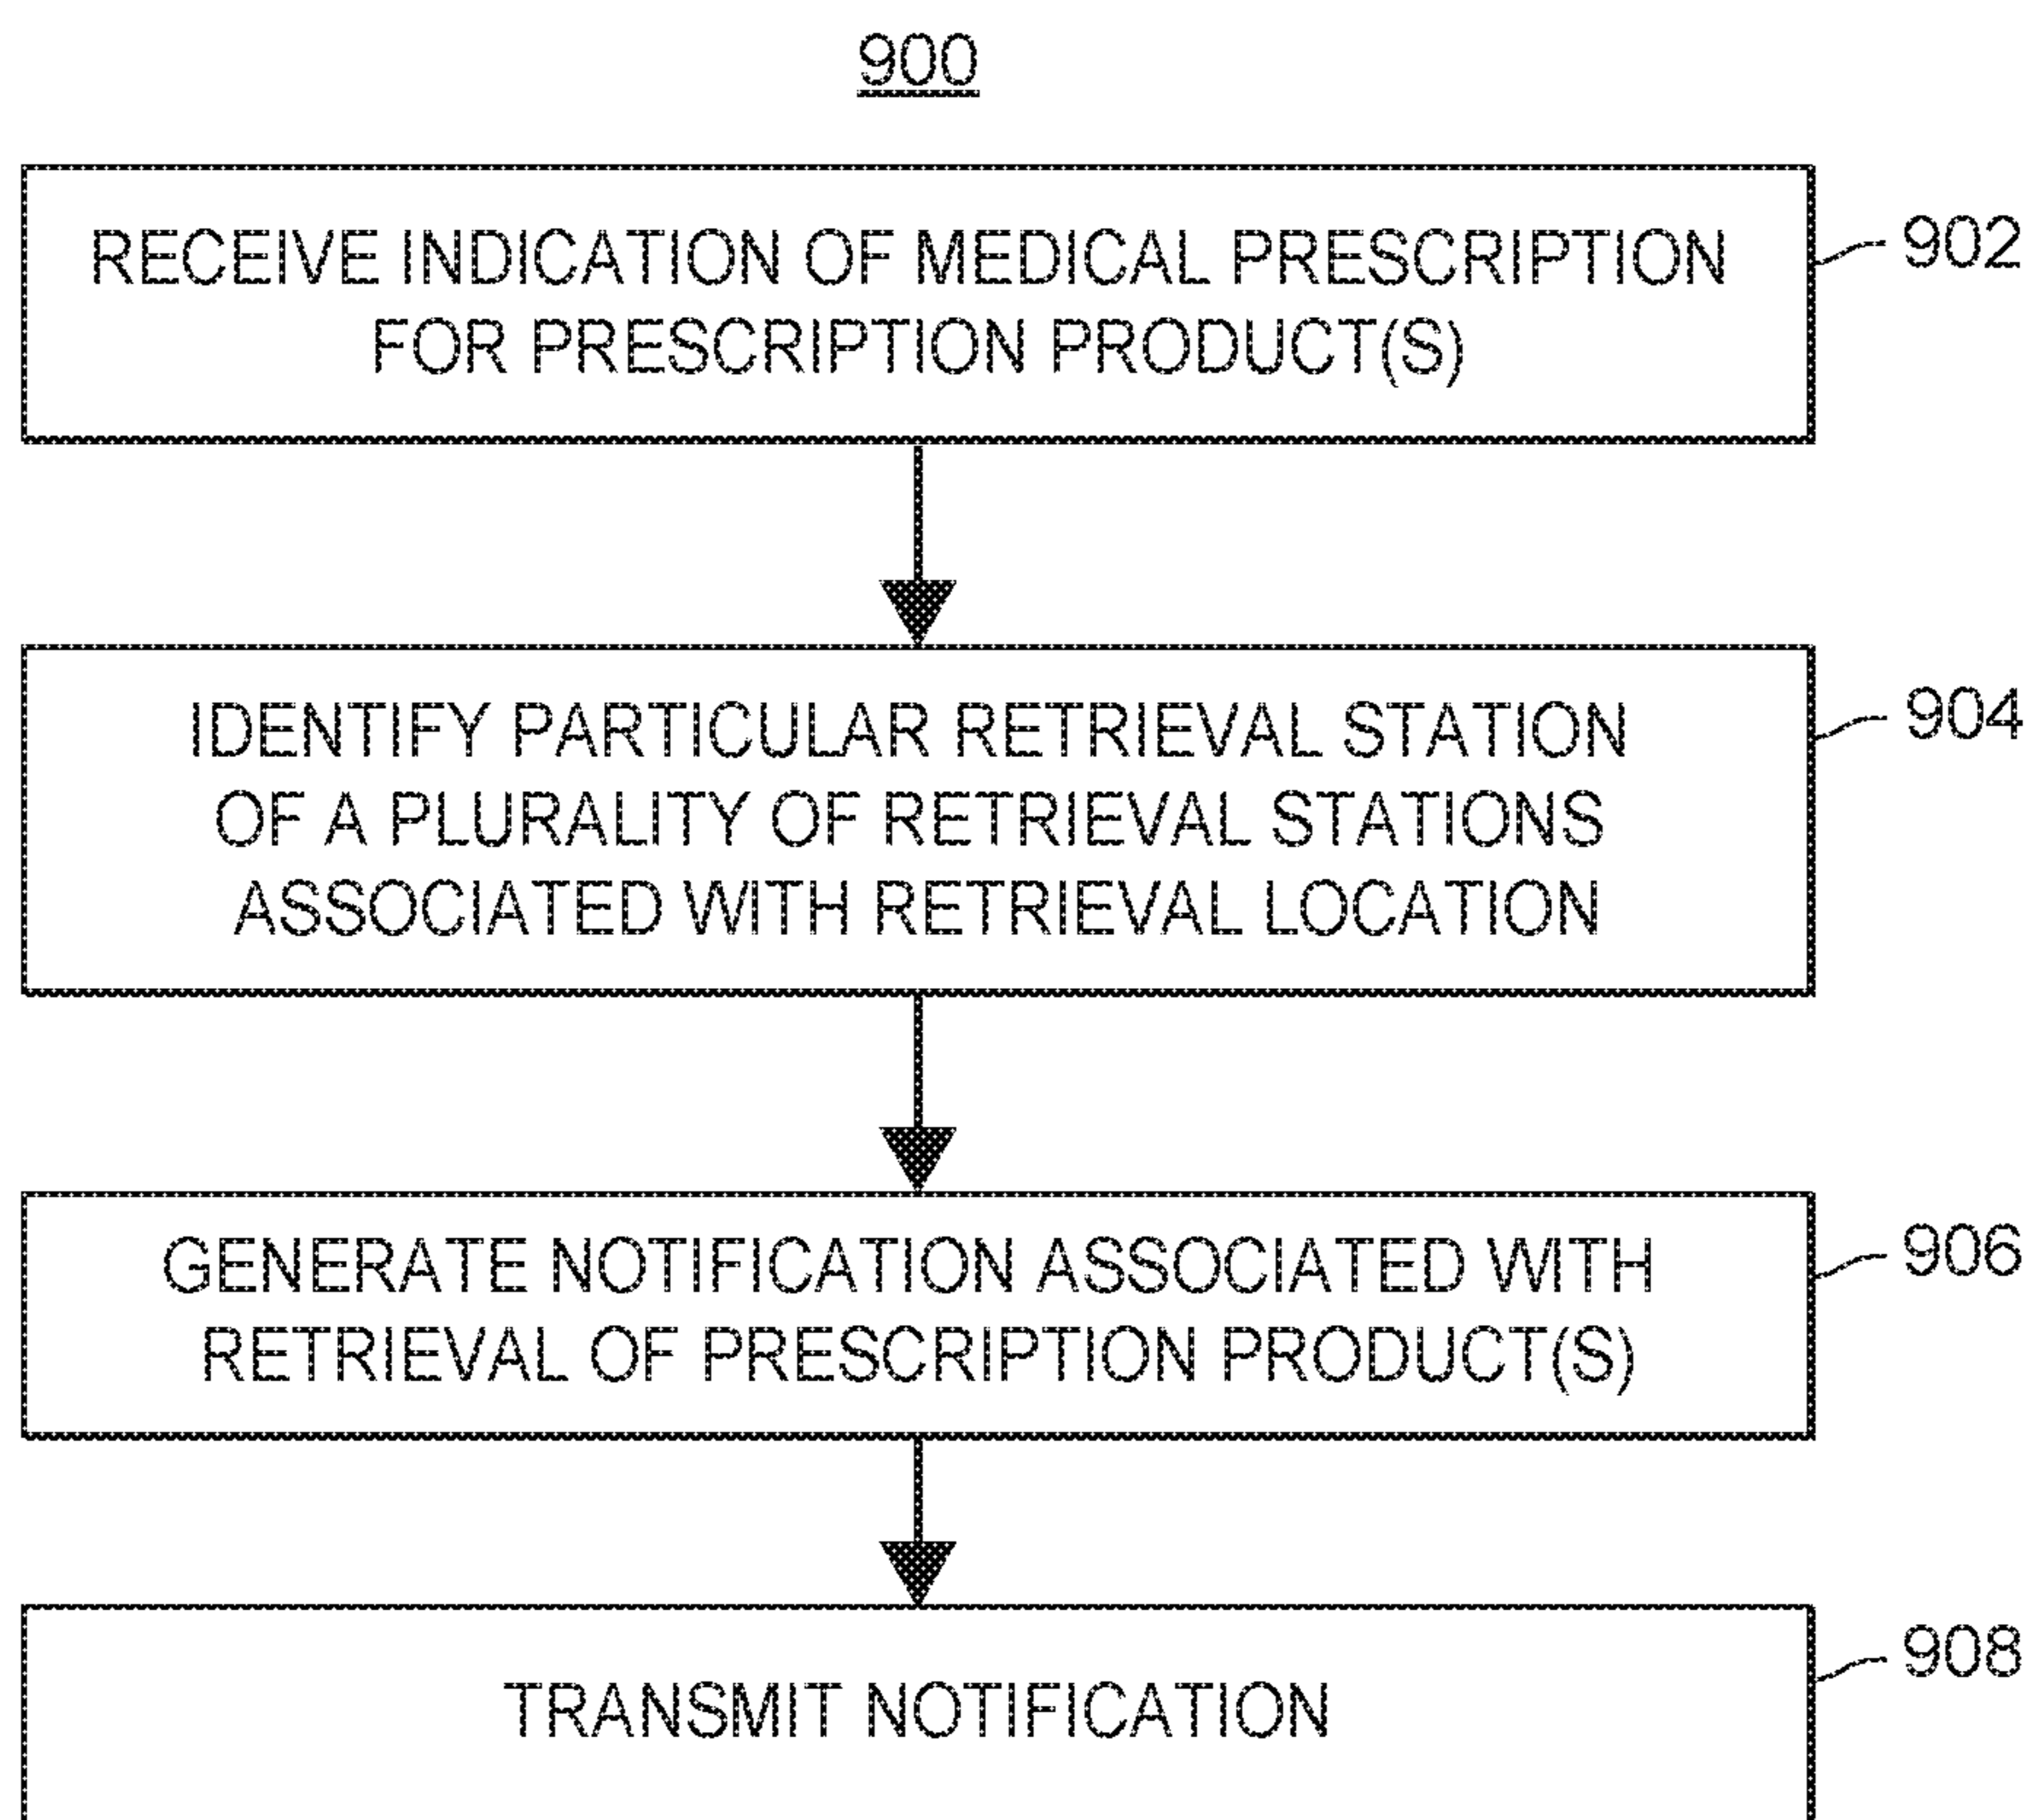 900
RECEIVE INDICATION OF MEDICAL PRESCRIPTION
FOR PRESCRIPTION PRODUCT(S)
902
IDENTIFY PARTICULAR RETRIEVAL STATION
OF A PLURALITY OF RETRIEVAL STATIONS
ASSOCIATED WITH RETRIEVAL LOCATION
904
GENERATE NOTIFICATION ASSOCIATED WITH
RETRIEVAL OF PRESCRIPTION PRODUCT(S)
906
TRANSMIT NOTIFICATION
908